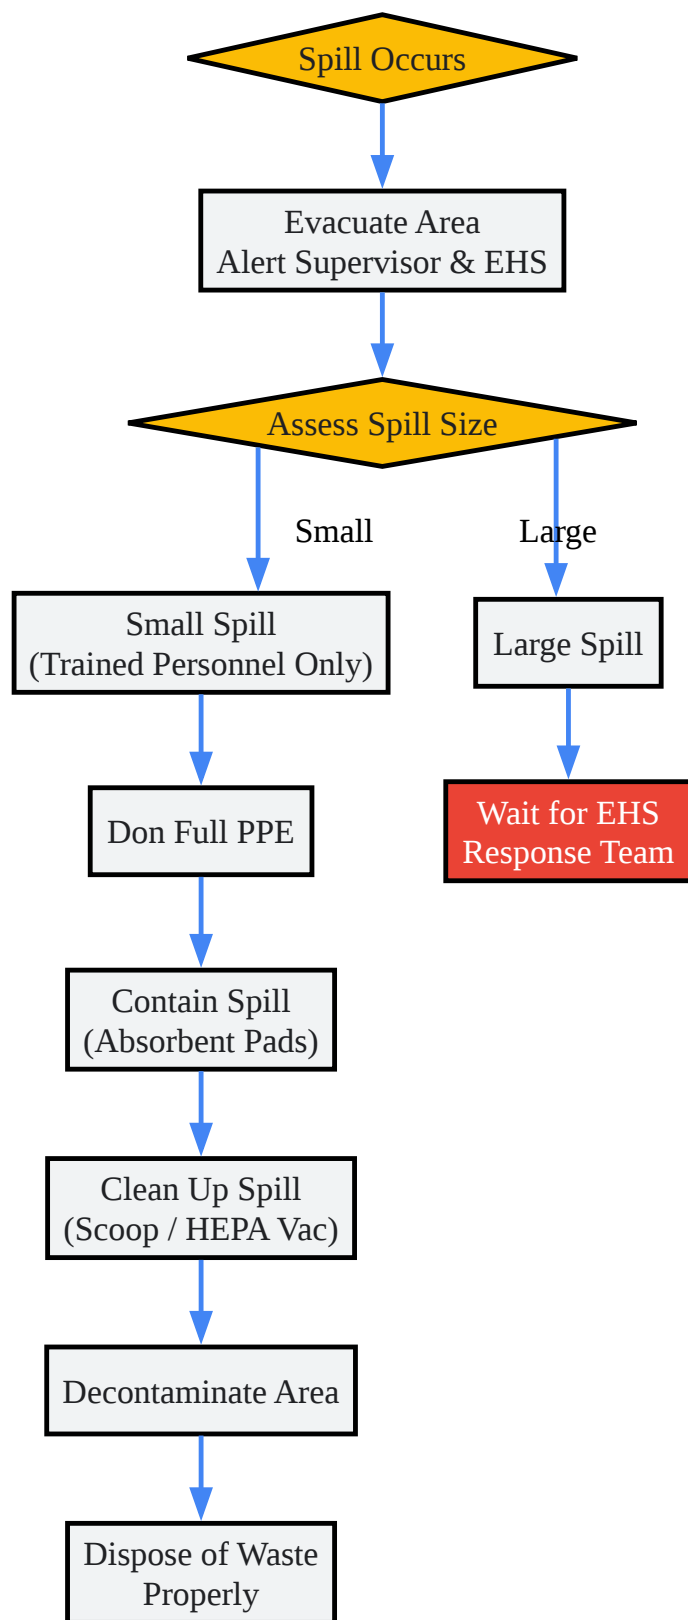 Spill Occurs
Evacuate Area
Alert Supervisor & EHS
Assess Spill Size
Small
Large
Small Spill
(Trained Personnel Only)
Large Spill
Don Full PPE
Wait for EHS
Response Team
Contain Spill
(Absorbent Pads)
Clean Up Spill
(Scoop / HEPA Vac)
Decontaminate Area
Dispose of Waste
Properly